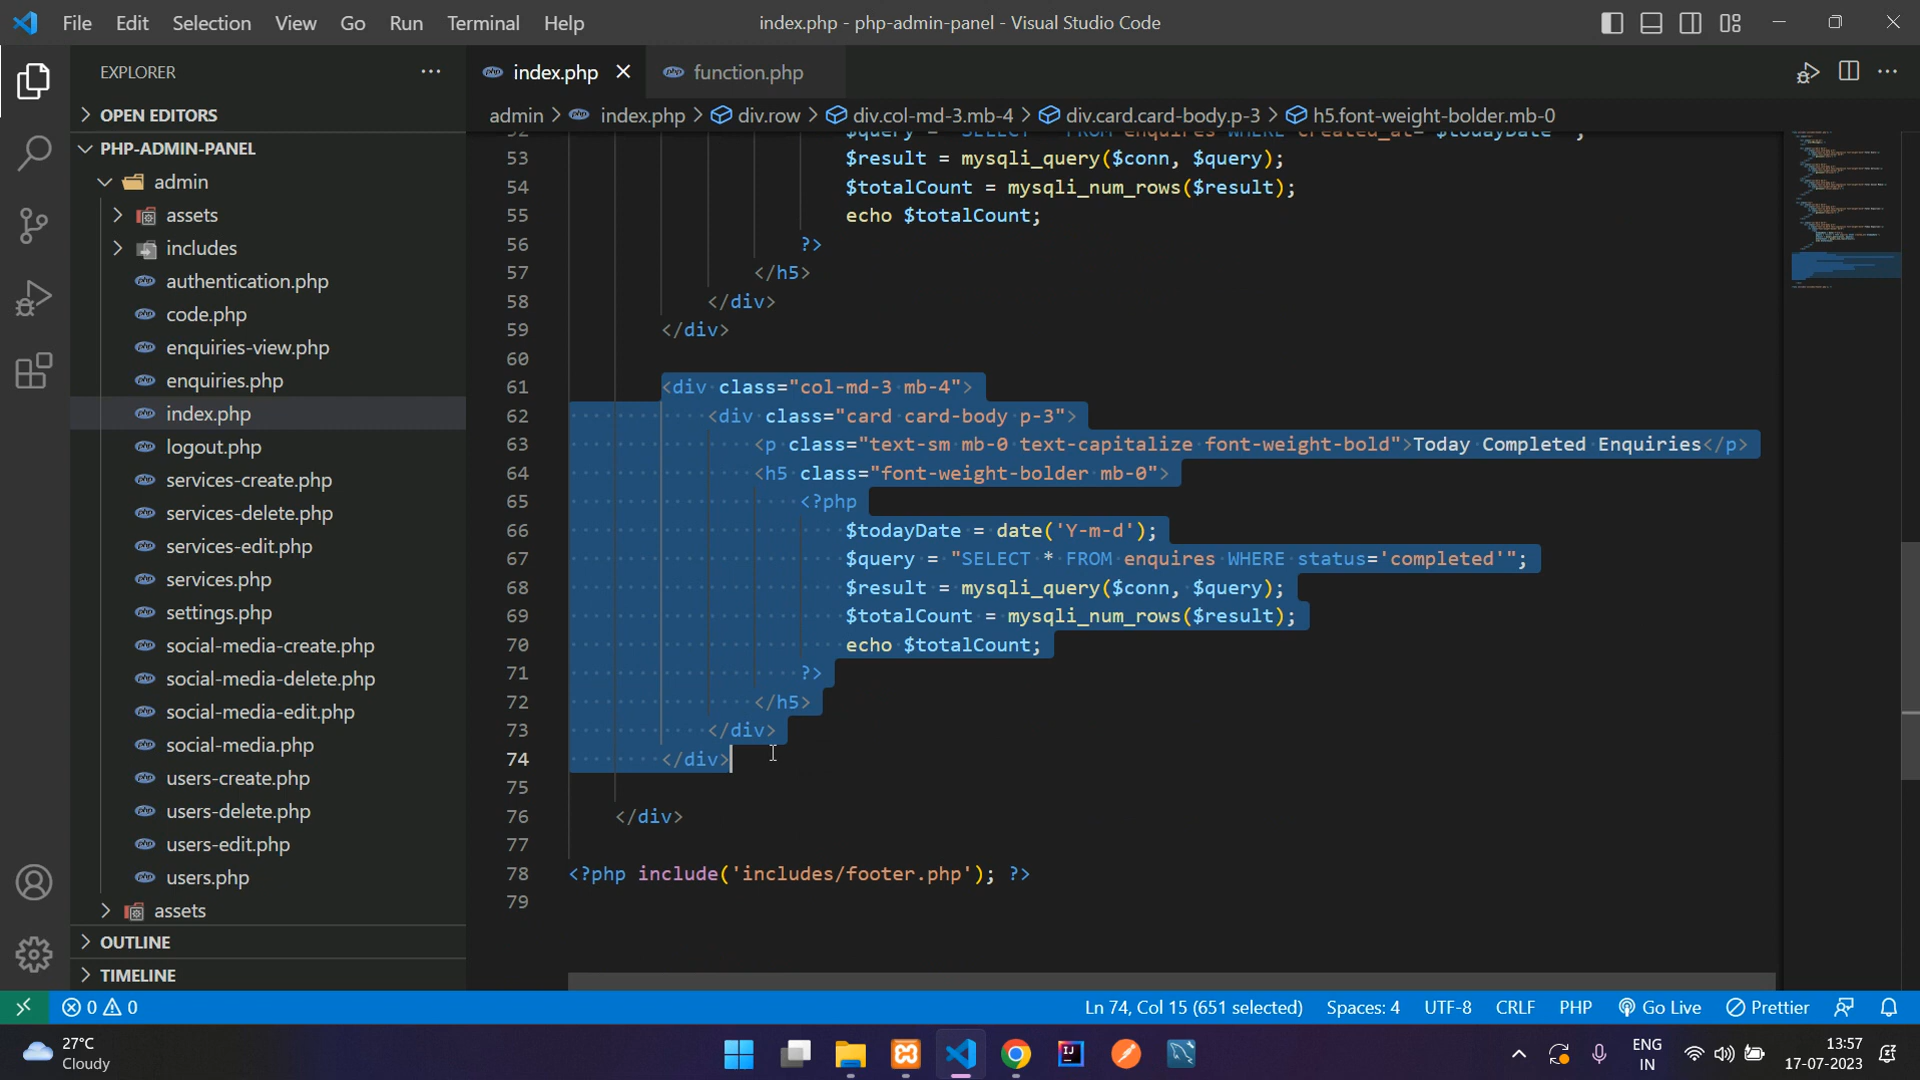 File Edit Selection View Go Run Terminal Help
index.php - php-admin-panel - Visual Studio Code
EXPLORER
OPEN EDITORS
PHP-ADMIN-PANEL
admin
assets
includes
authentication.php
code.php
enquiries-view.php
enquiries.php
index.php
logout.php
services-create.php
services-delete.php
services-edit.php
services.php
settings.php
social-media-create.php
social-media-delete.php
social-media-edit.php
social-media.php
users-create.php
users-delete.php
users-edit.php
users.php
assets
OUTLINE
TIMELINE
index.php
function.php
admin > index.php > div.row > div.col-md-3.mb-4 > div.card.card-body.p-3 > h5.font-weight-bolder.mb-0
52 $query = "SELECT * FROM enquires WHERE created_at='$todayDate'";
53 $result = mysqli_query($conn, $query);
54 $totalCount = mysqli_num_rows($result);
55 echo $totalCount;
56 ?>
57 </h5>
58 </div>
59 </div>
60
61 <div class="col-md-3 mb-4">
62 <div class="card card-body p-3">
63 <p class="text-sm mb-0 text-capitalize font-weight-bold">Today Completed Enquiries</p>
64 <h5 class="font-weight-bolder mb-0">
65 <?php
66 $todayDate = date('Y-m-d');
67 $query = "SELECT * FROM enquires WHERE status='completed'";
68 $result = mysqli_query($conn, $query);
69 $totalCount = mysqli_num_rows($result);
70 echo $totalCount;
71 ?>
72 </h5>
73 </div>
74 </div>
75
76 </div>
77
78 <?php include('includes/footer.php'); ?>
79
0 0
Ln 74, Col 15 (651 selected) Spaces: 4 UTF-8 CRLF PHP Go Live Prettier
27°C
Cloudy
ENG
IN
13:57
17-07-2023